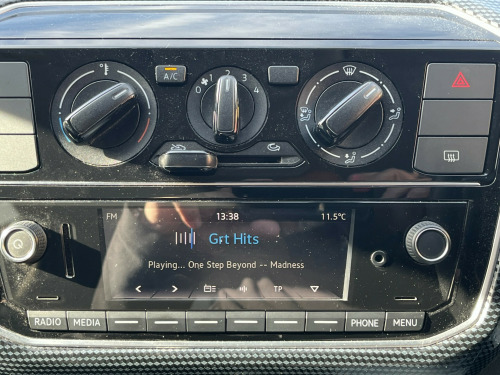 A/C
0 1 2 3 4
FM 13:38 11.5°C
Grt Hits
Playing... One Step Beyond -- Madness
TP
RADIO MEDIA PHONE MENU